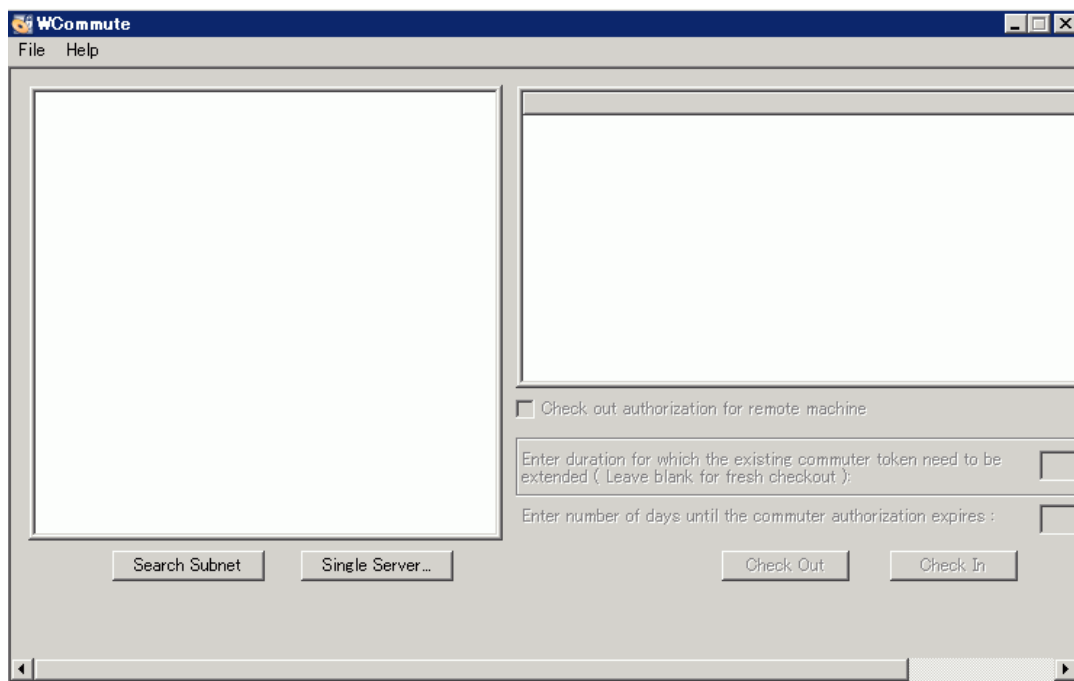 WCommute
File Help
Check out authorization for remote machine
Enter duration for which the existing commuter token need to be
extended ( Leave blank for fresh checkout ):
Enter number of days until the commuter authorization expires :
Search Subnet Single Server... Check Out Check In